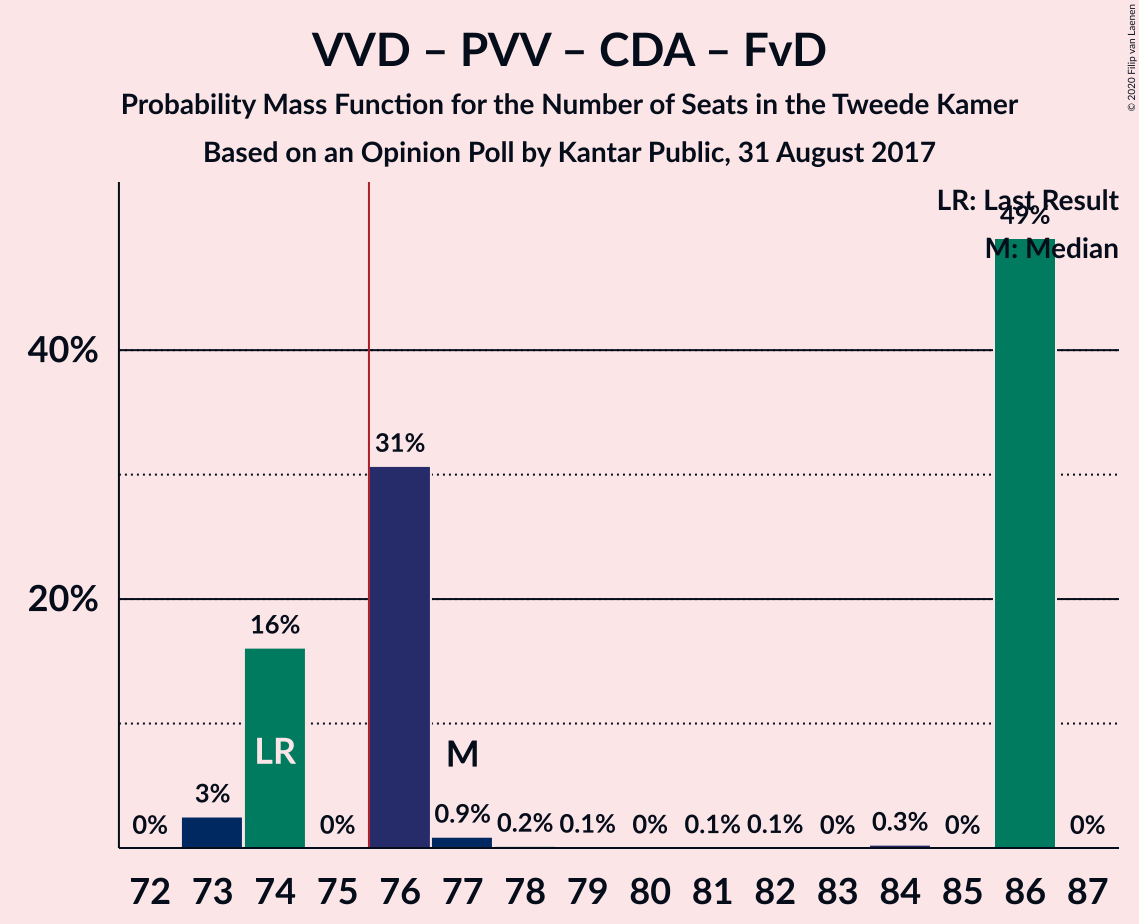 VVD – PVV – CDA – FvD
Probability Mass Function for the Number of Seats in the Tweede Kamer
Based on an Opinion Poll by Kantar Public, 31 August 2017
© 2020 Filip van Laenen
LR: Last Result
M: Median
49%
40%
31%
20%
16%
LR
M
3%
0%
0%
0.9%
0.2%
0.1%
0%
0.1%
0.1%
0%
0.3%
0%
0%
72 73 74 75 76 77 78 79 80 81 82 83 84 85 86 87